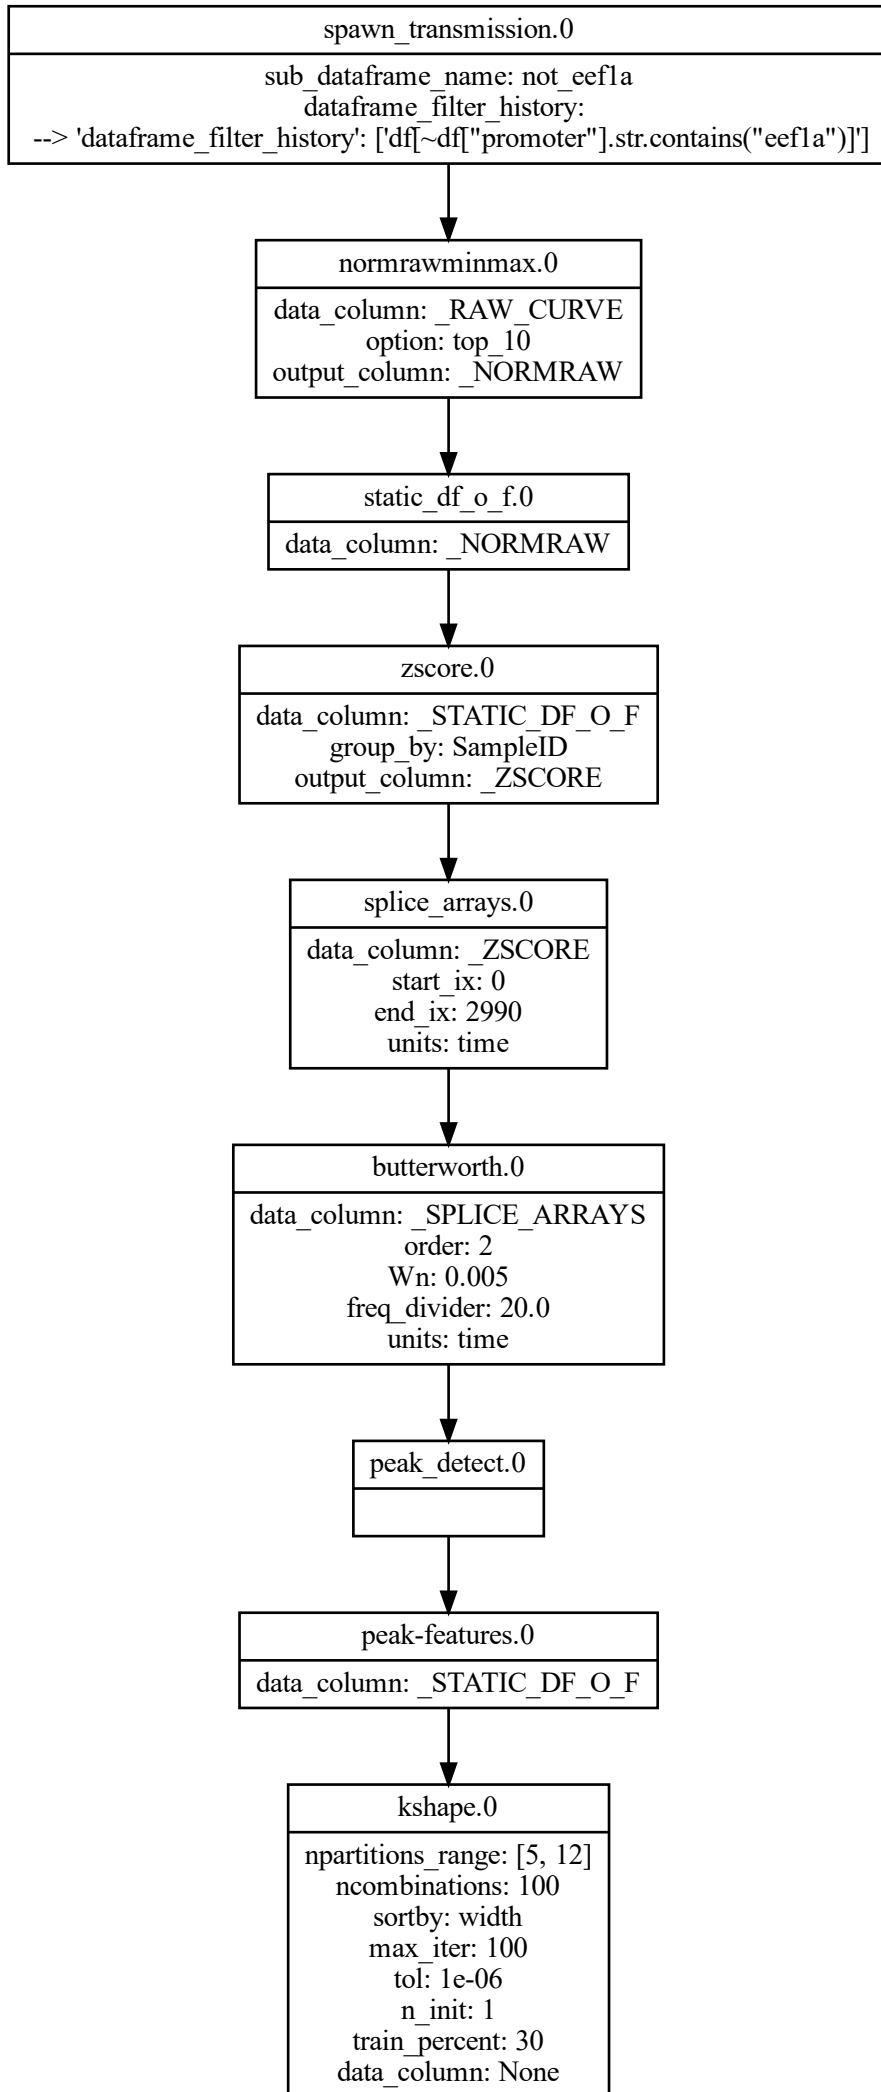 spawn_transmission.0
sub_dataframe_name: not_eef1a
dataframe_filter_history:
--> 'dataframe_filter_history': ['df[~df["promoter"].str.contains("eef1a")]']
normrawminmax.0
data_column: _RAW_CURVE
option: top_10
output_column: _NORMRAW
static_df_o_f.0
data_column: _NORMRAW
zscore.0
data_column: _STATIC_DF_O_F
group_by: SampleID
output_column: _ZSCORE
splice_arrays.0
data_column: _ZSCORE
start_ix: 0
end_ix: 2990
units: time
butterworth.0
data_column: _SPLICE_ARRAYS
order: 2
Wn: 0.005
freq_divider: 20.0
units: time
peak_detect.0
peak-features.0
data_column: _STATIC_DF_O_F
kshape.0
npartitions_range: [5, 12]
ncombinations: 100
sortby: width
max_iter: 100
tol: 1e-06
n_init: 1
train_percent: 30
data_column: None